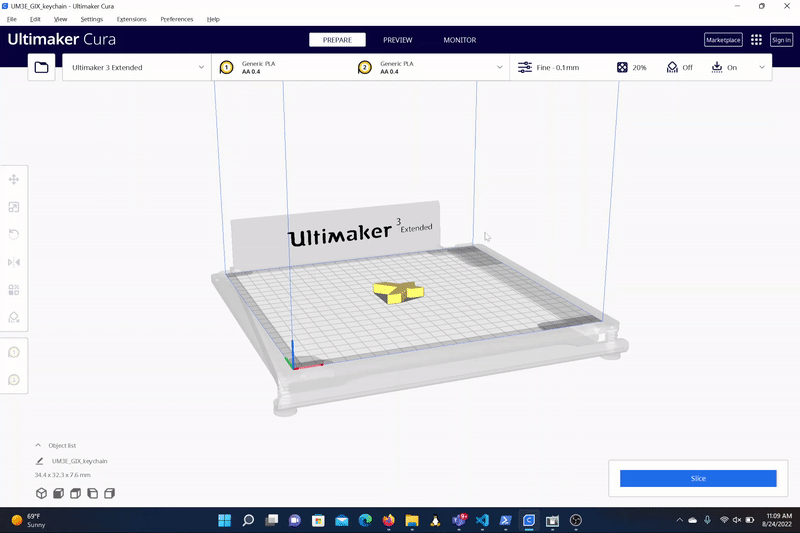 UM3E_GIX_keychain - Ultimaker Cura
File Edit View Settings Extensions Preferences Help
Ultimaker Cura PREPARE PREVIEW MONITOR Marketplace Sign in
Ultimaker 3 Extended
1 Generic PLA
AA 0.4
2 Generic PLA
AA 0.4
Fine - 0.1mm 20% Off On
Ultimaker 3
Extended
1
2
Object list
UM3E_GIX_keychain
34.4 x 32.3 x 7.6 mm
Slice
69°F
Sunny
9+
11:09 AM
8/24/2022